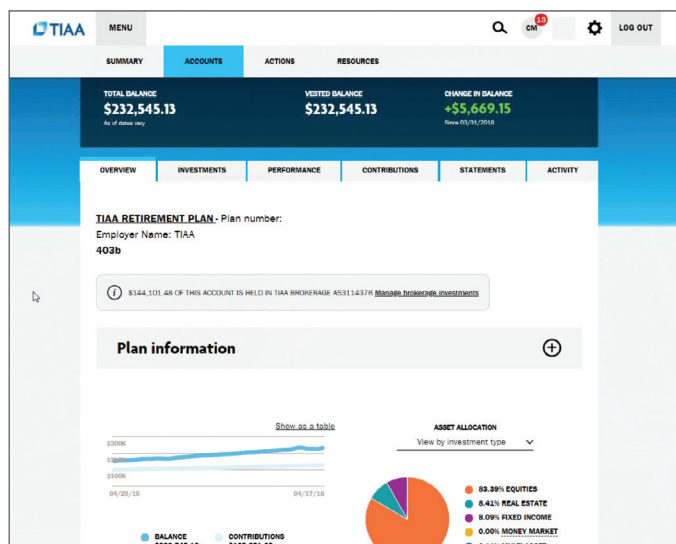 TIAA
MENU
CM
13
LOG OUT
SUMMARY
ACCOUNTS
ACTIONS
RESOURCES
TOTAL BALANCE
$232,545.13
As of dates vary
VESTED BALANCE
$232,545.13
CHANGE IN BALANCE
+$5,669.15
Since 03/31/2018
OVERVIEW
INVESTMENTS
PERFORMANCE
CONTRIBUTIONS
STATEMENTS
ACTIVITY
TIAA RETIREMENT PLAN - Plan number:
Employer Name: TIAA
403b
$144,101.48 OF THIS ACCOUNT IS HELD IN TIAA BROKERAGE A53114376 Manage brokerage investments
Plan information
Show as a table
$300K
$100K
04/25/16
04/17/18
BALANCE
CONTRIBUTIONS
ASSET ALLOCATION
View by investment type
83.39% EQUITIES
8.41% REAL ESTATE
8.09% FIXED INCOME
0.00% MONEY MARKET